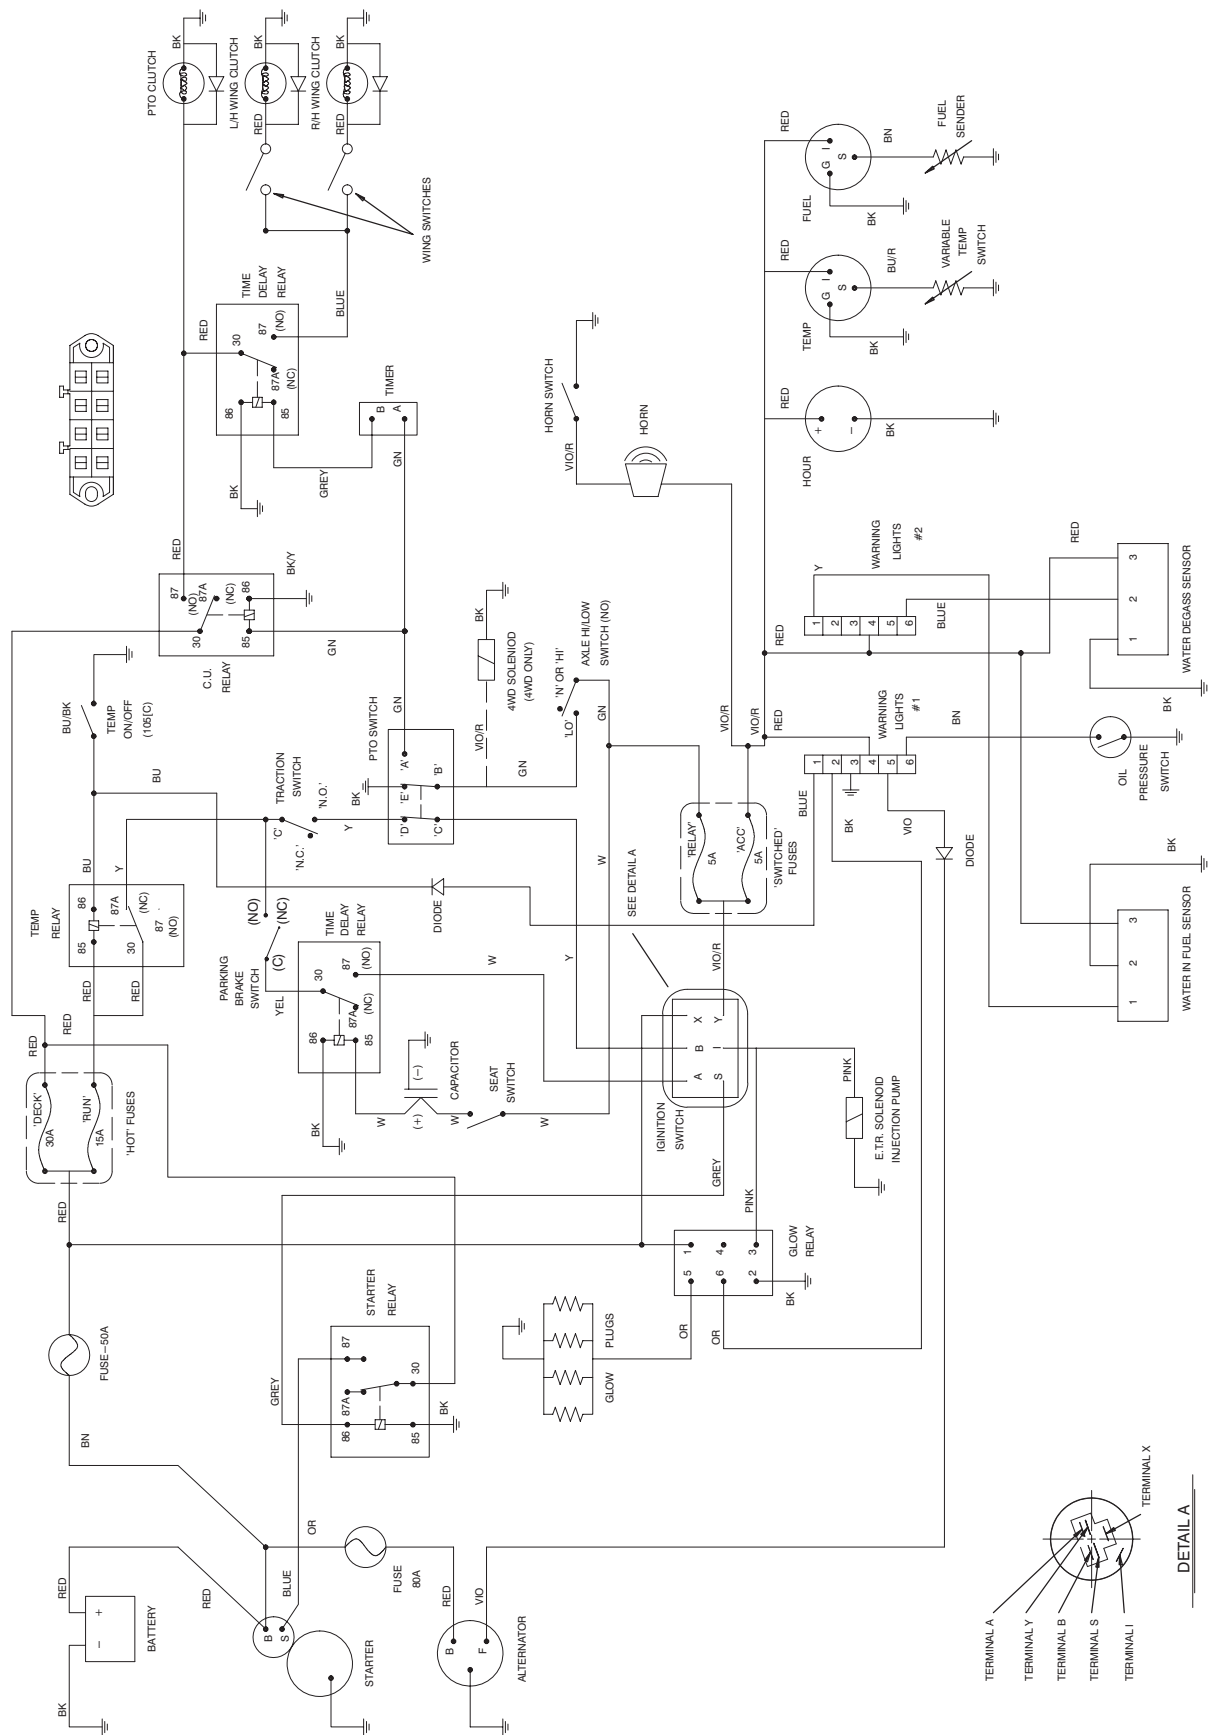 BK
BATTERY
−
+
RED
RED
BN
FUSE–50A
RED
'DECK'
30A
'RUN'
15A
'HOT' FUSES
RED
RED
RED
RED
TEMP
RELAY
85
86
30
87A
(NC)
87
(NO)
BU
Y
BU
BU/BK
TEMP
ON/OFF
(105[C)
C.U.
RELAY
30
87
(NO)
87A
(NC)
85
86
GN
BK/Y
RED
RED
PTO CLUTCH
BK
L/H WING CLUTCH
BK
RED
R/H WING CLUTCH
BK
RED
WING SWITCHES
TIME
DELAY
RELAY
86
85
30
87A
(NC)
87
(NO)
BLUE
BK
GREY
TIMER
B
A
GN
STARTER
B
S
BLUE
OR
FUSE
80A
GREY
STARTER
RELAY
86
87A
87
85
30
BK
PARKING
BRAKE
SWITCH
(NO)
(NC)
(C)
YEL
TRACTION
SWITCH
'C'
'N.C.'
'N.O.'
Y
TIME
DELAY
RELAY
86
85
30
87A
(NC)
87
(NO)
BK
W
(+)
(−)
CAPACITOR
W
SEAT
SWITCH
W
W
DIODE
BK
PTO SWITCH
'D'
'E'
'A'
'C'
'B'
GN
GN
VIO/R
4WD SOLENIOD
(4WD ONLY)
BK
'LO'
'N' OR 'HI'
AXLE HI/LOW
SWITCH (NO)
GN
Y
W
HORN SWITCH
VIO/R
HORN
ALTERNATOR
B
F
RED
VIO
GLOW
PLUGS
OR
OR
GLOW
RELAY
5
1
6
4
2
3
BK
PINK
GREY
IGINITION
SWITCH
A
B
X
S
I
Y
SEE DETAIL A
VIO/R
'RELAY'
5A
'ACC'
5A
'SWITCHED'
FUSES
VIO/R
VIO/R
PINK
E.T.R. SOLENOID
INJECTION PUMP
BLUE
BK
VIO
DIODE
RED
WARNING
LIGHTS
#1
1
2
3
4
5
6
BN
OIL
PRESSURE
SWITCH
RED
WARNING
LIGHTS
#2
1
2
3
4
5
6
Y
BLUE
RED
HOUR
+
−
RED
BK
TEMP
G
I
S
RED
BK
BU/R
VARIABLE
TEMP
SWITCH
FUEL
G
I
S
RED
BK
BN
FUEL
SENDER
WATER IN FUEL SENSOR
1
2
3
BK
WATER DEGASS SENSOR
1
2
3
BK
TERMINAL A
TERMINAL Y
TERMINAL B
TERMINAL S
TERMINAL I
TERMINAL X
DETAIL A